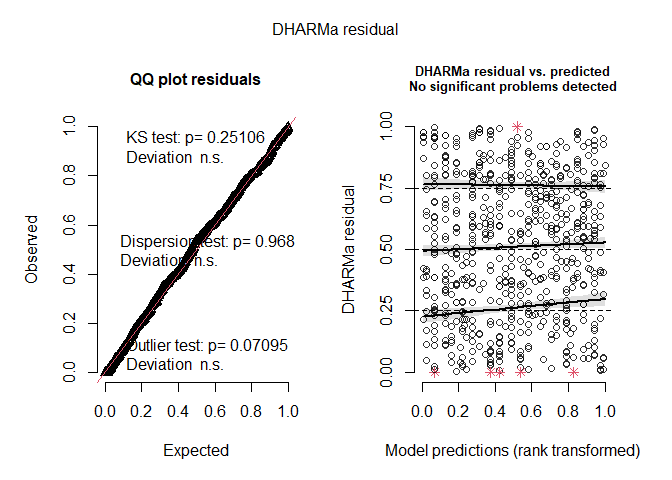 DHARMa residual
QQ plot residuals
KS test: p= 0.25106
Deviation n.s.
Dispersion test: p= 0.968
Deviation n.s.
Outlier test: p= 0.07095
Deviation n.s.
0.0 0.2 0.4 0.6 0.8 1.0
Observed
0.0 0.2 0.4 0.6 0.8 1.0
Expected
DHARMa residual vs. predicted
No significant problems detected
0.00 0.25 0.50 0.75 1.00
DHARMa residual
0.0 0.2 0.4 0.6 0.8 1.0
Model predictions (rank transformed)